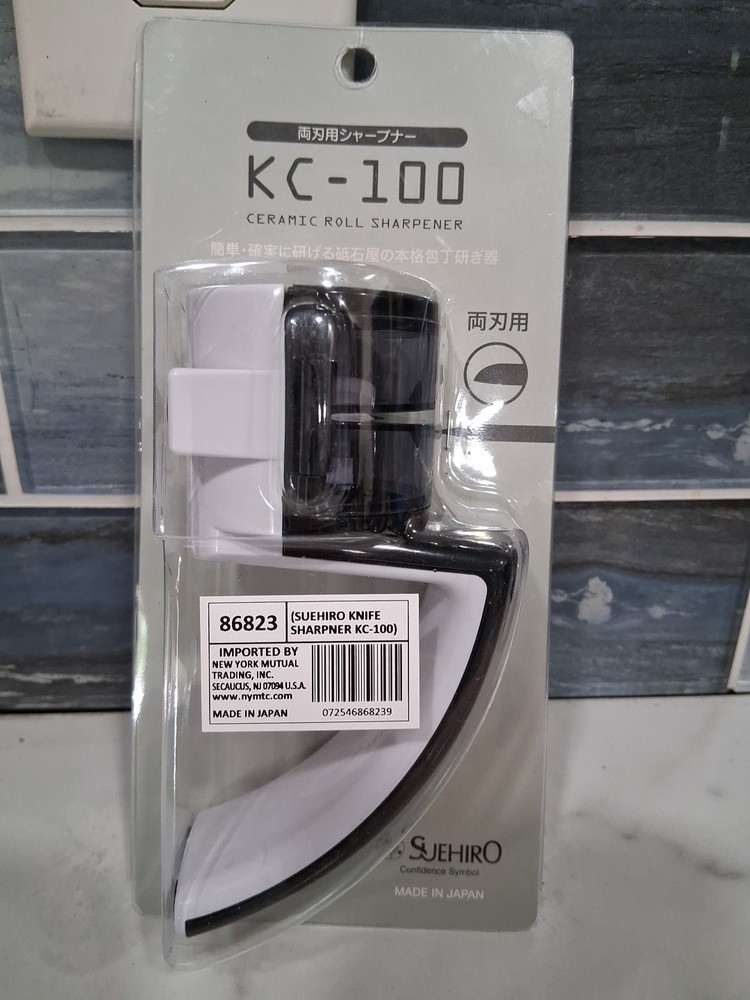 両刃用シャープナー
KC-100
CERAMIC ROLL SHARPENER
簡単・確実に研げる砥石屋の本格包丁研ぎ器
両刃用
86823
(SUEHIRO KNIFE
SHARPNER KC-100)
IMPORTED BY
NEW YORK MUTUAL
TRADING, INC.
SECAUCUS, NJ 07094 U.S.A.
www.nymtc.com
MADE IN JAPAN
072546868239
SUEHIRO
Confidence Symbol
MADE IN JAPAN